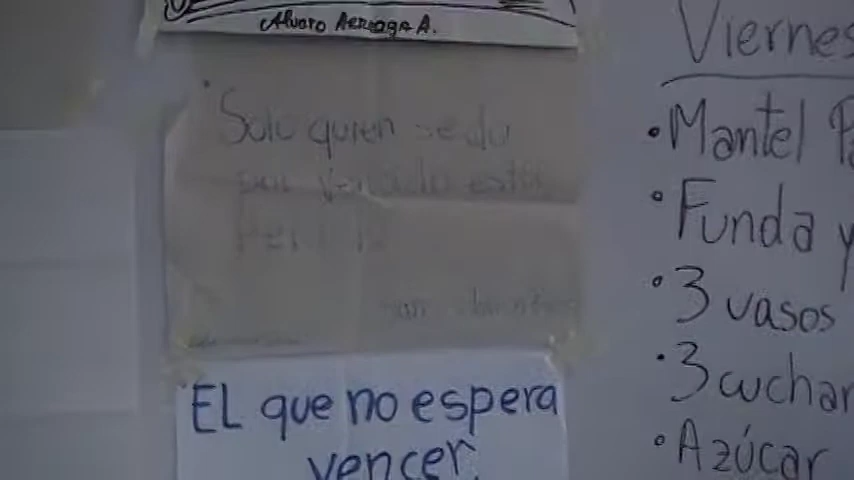 Alvaro Aerzaga A.
Solo quien se da
por vencido está
EL que no espera
vencer
Viernes
Mantel
Funda y
3 vasos
3 cuchar
Azúcar